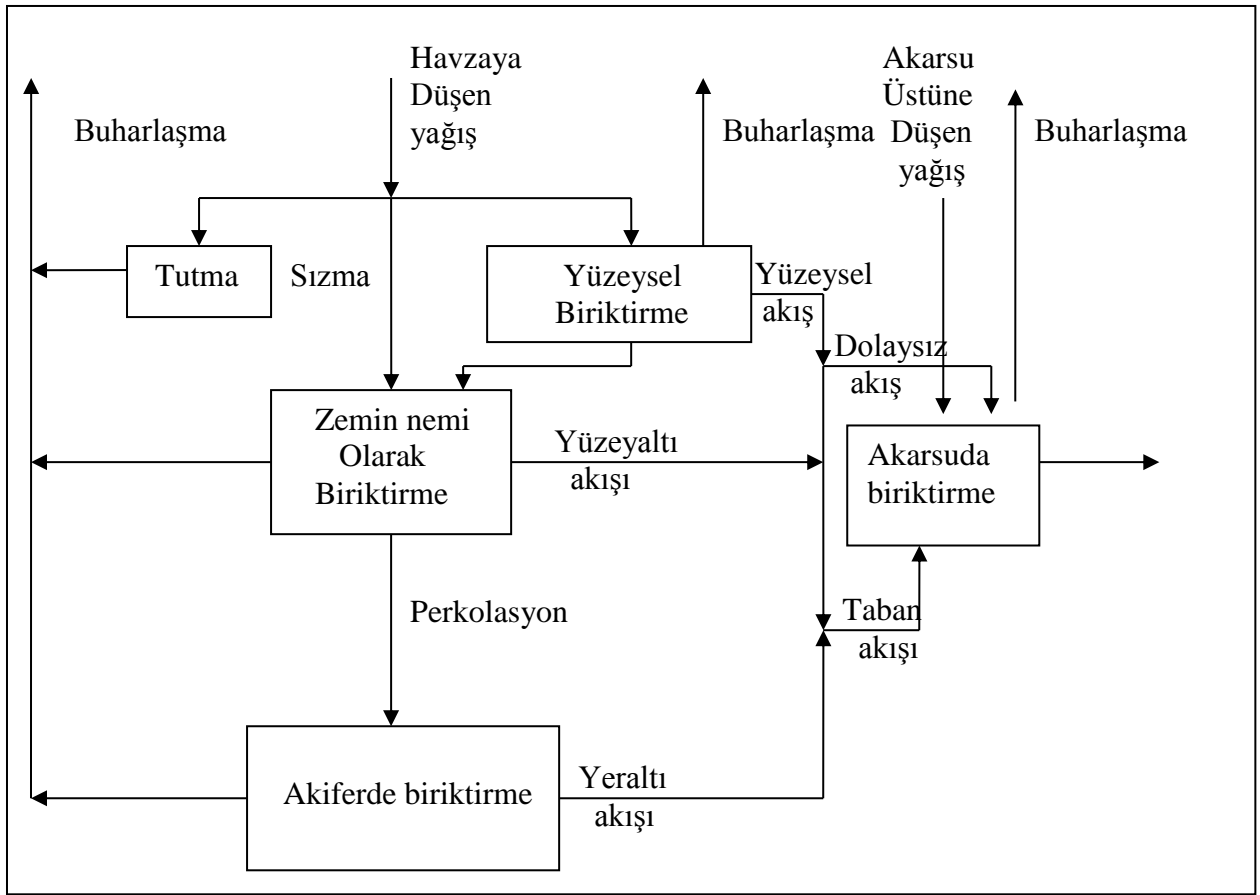 Havzaya
Düşen
yağış
Akarsu
Üstüne
Düşen
yağış
Buharlaşma
Buharlaşma
Buharlaşma
Tutma
Sızma
Yüzeysel
Biriktirme
Yüzeysel
akış
Dolaysız
akış
Zemin nemi
Olarak
Biriktirme
Yüzeyaltı
akışı
Akarsuda
biriktirme
Perkolasyon
Taban
akışı
Akiferde biriktirme
Yeraltı
akışı